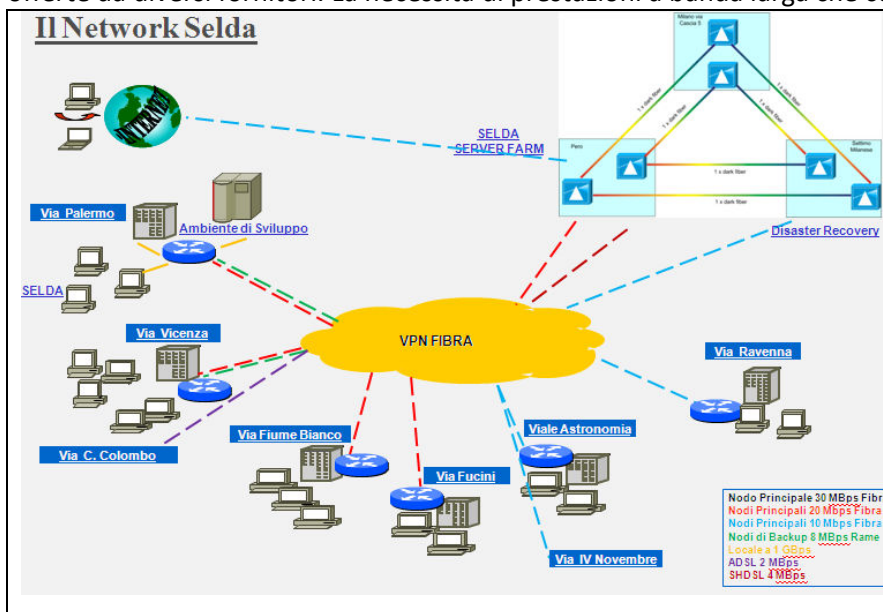 Il Network Selda
Milano via
Cascia 5
INTERNET
1 x dark fiber
1 x dark fiber
1 x dark fiber
1 x dark fiber
SELDA
SERVER FARM
Pero
Settimo
Milanese
1 x dark fiber
1 x dark fiber
Via Palermo
Ambiente di Sviluppo
Disaster Recovery
SELDA
Via Vicenza
VPN FIBRA
Via Ravenna
Via C. Colombo
Via Fiume Bianco
Viale Astronomia
Via Fucini
Via IV Novembre
Nodo Principale 30 MBps Fibr
Nodi Principali 20 Mbps Fibra
Nodi Principali 10 Mbps Fibra
Nodi di Backup 8 MBps Rame
Locale a 1 GBps
ADSL 2 MBps
SHDSL 4 MBps